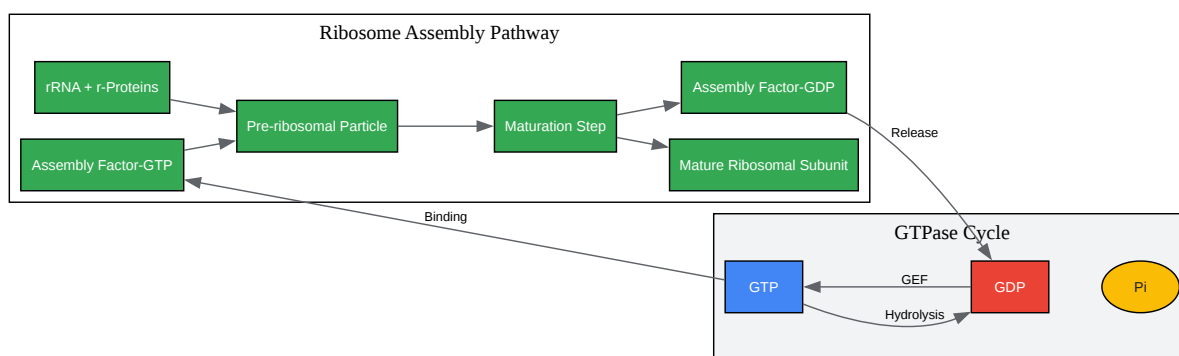 Ribosome Assembly Pathway
rRNA + r-Proteins
Assembly Factor-GTP
Pre-ribosomal Particle
Maturation Step
Assembly Factor-GDP
Mature Ribosomal Subunit
Release
Binding
GTPase Cycle
GTP
GEF
Hydrolysis
GDP
Pi